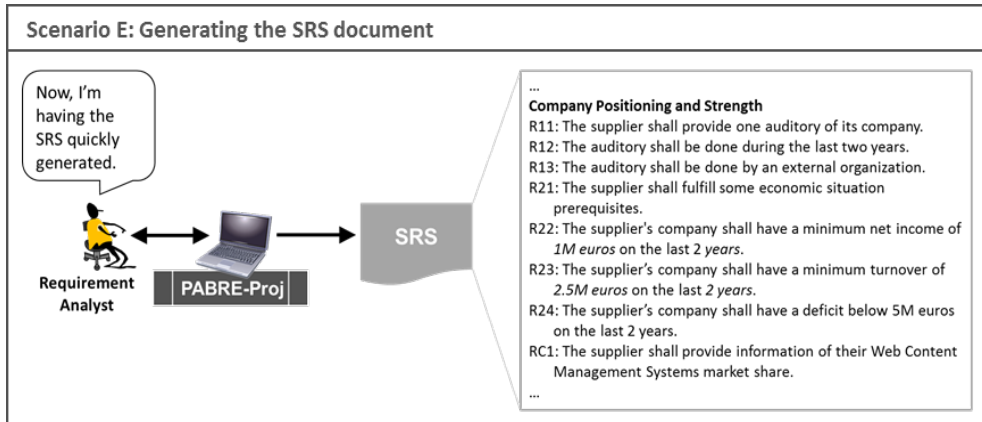 Scenario E: Generating the SRS document
Now, I'm
having the
SRS quickly
generated.
Requirement
Analyst
PABRE-Proj
SRS
...
Company Positioning and Strength
R11: The supplier shall provide one auditory of its company.
R12: The auditory shall be done during the last two years.
R13: The auditory shall be done by an external organization.
R21: The supplier shall fulfill some economic situation
prerequisites.
R22: The supplier's company shall have a minimum net income of
1M euros on the last 2 years.
R23: The supplier’s company shall have a minimum turnover of
2.5M euros on the last 2 years.
R24: The supplier’s company shall have a deficit below 5M euros
on the last 2 years.
RC1: The supplier shall provide information of their Web Content
Management Systems market share.
...